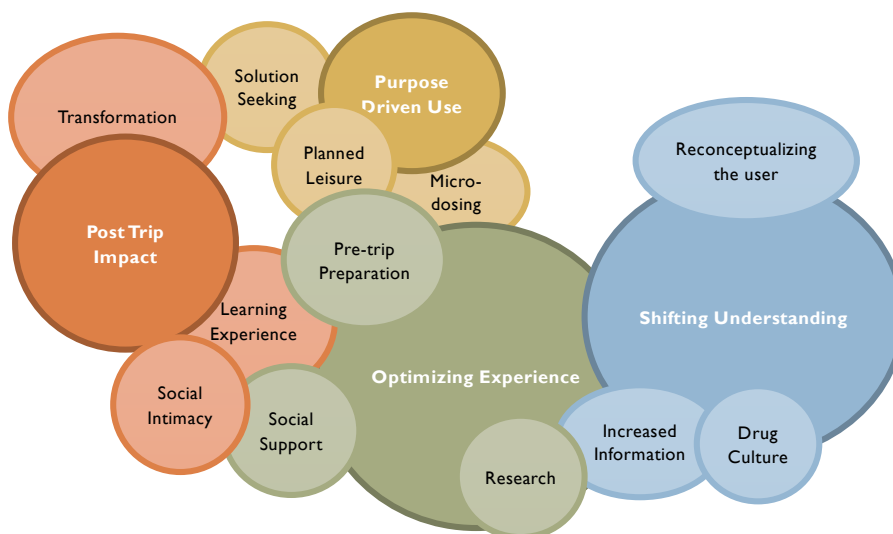 Transformation
Solution
Seeking
Purpose
Driven Use
Planned
Leisure
Micro-
dosing
Reconceptualizing
the user
Post Trip
Impact
Pre-trip
Preparation
Learning
Experience
Shifting Understanding
Optimizing Experience
Social
Intimacy
Social
Support
Research
Increased
Information
Drug
Culture